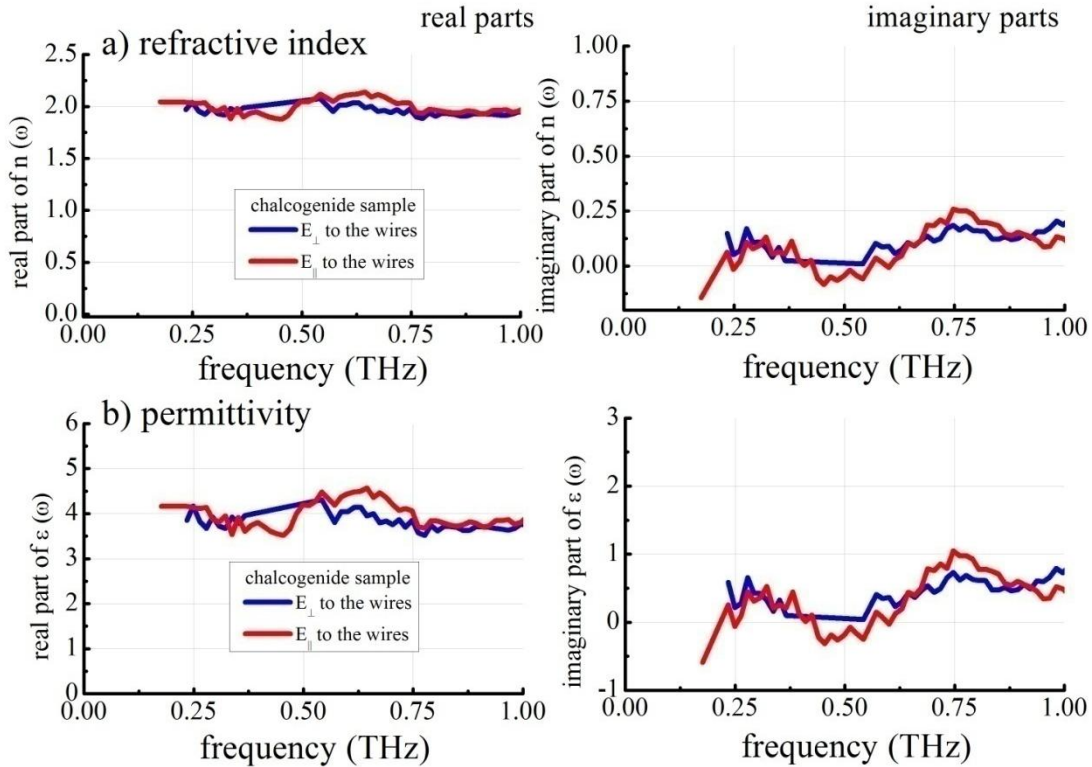 real parts
imaginary parts
a) refractive index
real part of n (ω)
2.5
2.0
1.5
1.0
0.5
0.0
chalcogenide sample
E⊥ to the wires
E|| to the wires
0.00 0.25 0.50 0.75 1.00
frequency (THz)
imaginary part of n (ω)
1.00
0.75
0.50
0.25
0.00
0.00 0.25 0.50 0.75 1.00
frequency (THz)
b) permittivity
real part of ε (ω)
6
5
4
3
2
1
0
chalcogenide sample
E⊥ to the wires
E|| to the wires
0.00 0.25 0.50 0.75 1.00
frequency (THz)
imaginary part of ε (ω)
3
2
1
0
-1
0.00 0.25 0.50 0.75 1.00
frequency (THz)